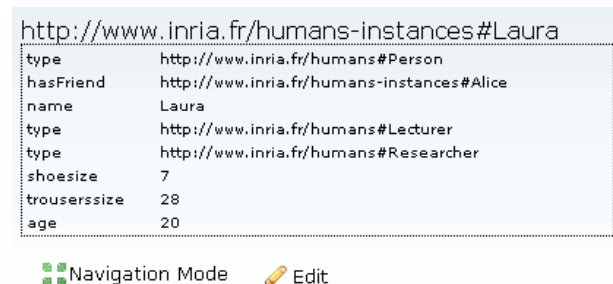 http://www.inria.fr/humans-instances#Laura
type http://www.inria.fr/humans#Person
hasFriend http://www.inria.fr/humans-instances#Alice
name Laura
type http://www.inria.fr/humans#Lecturer
type http://www.inria.fr/humans#Researcher
shoesize 7
trouserssize 28
age 20
Navigation Mode Edit